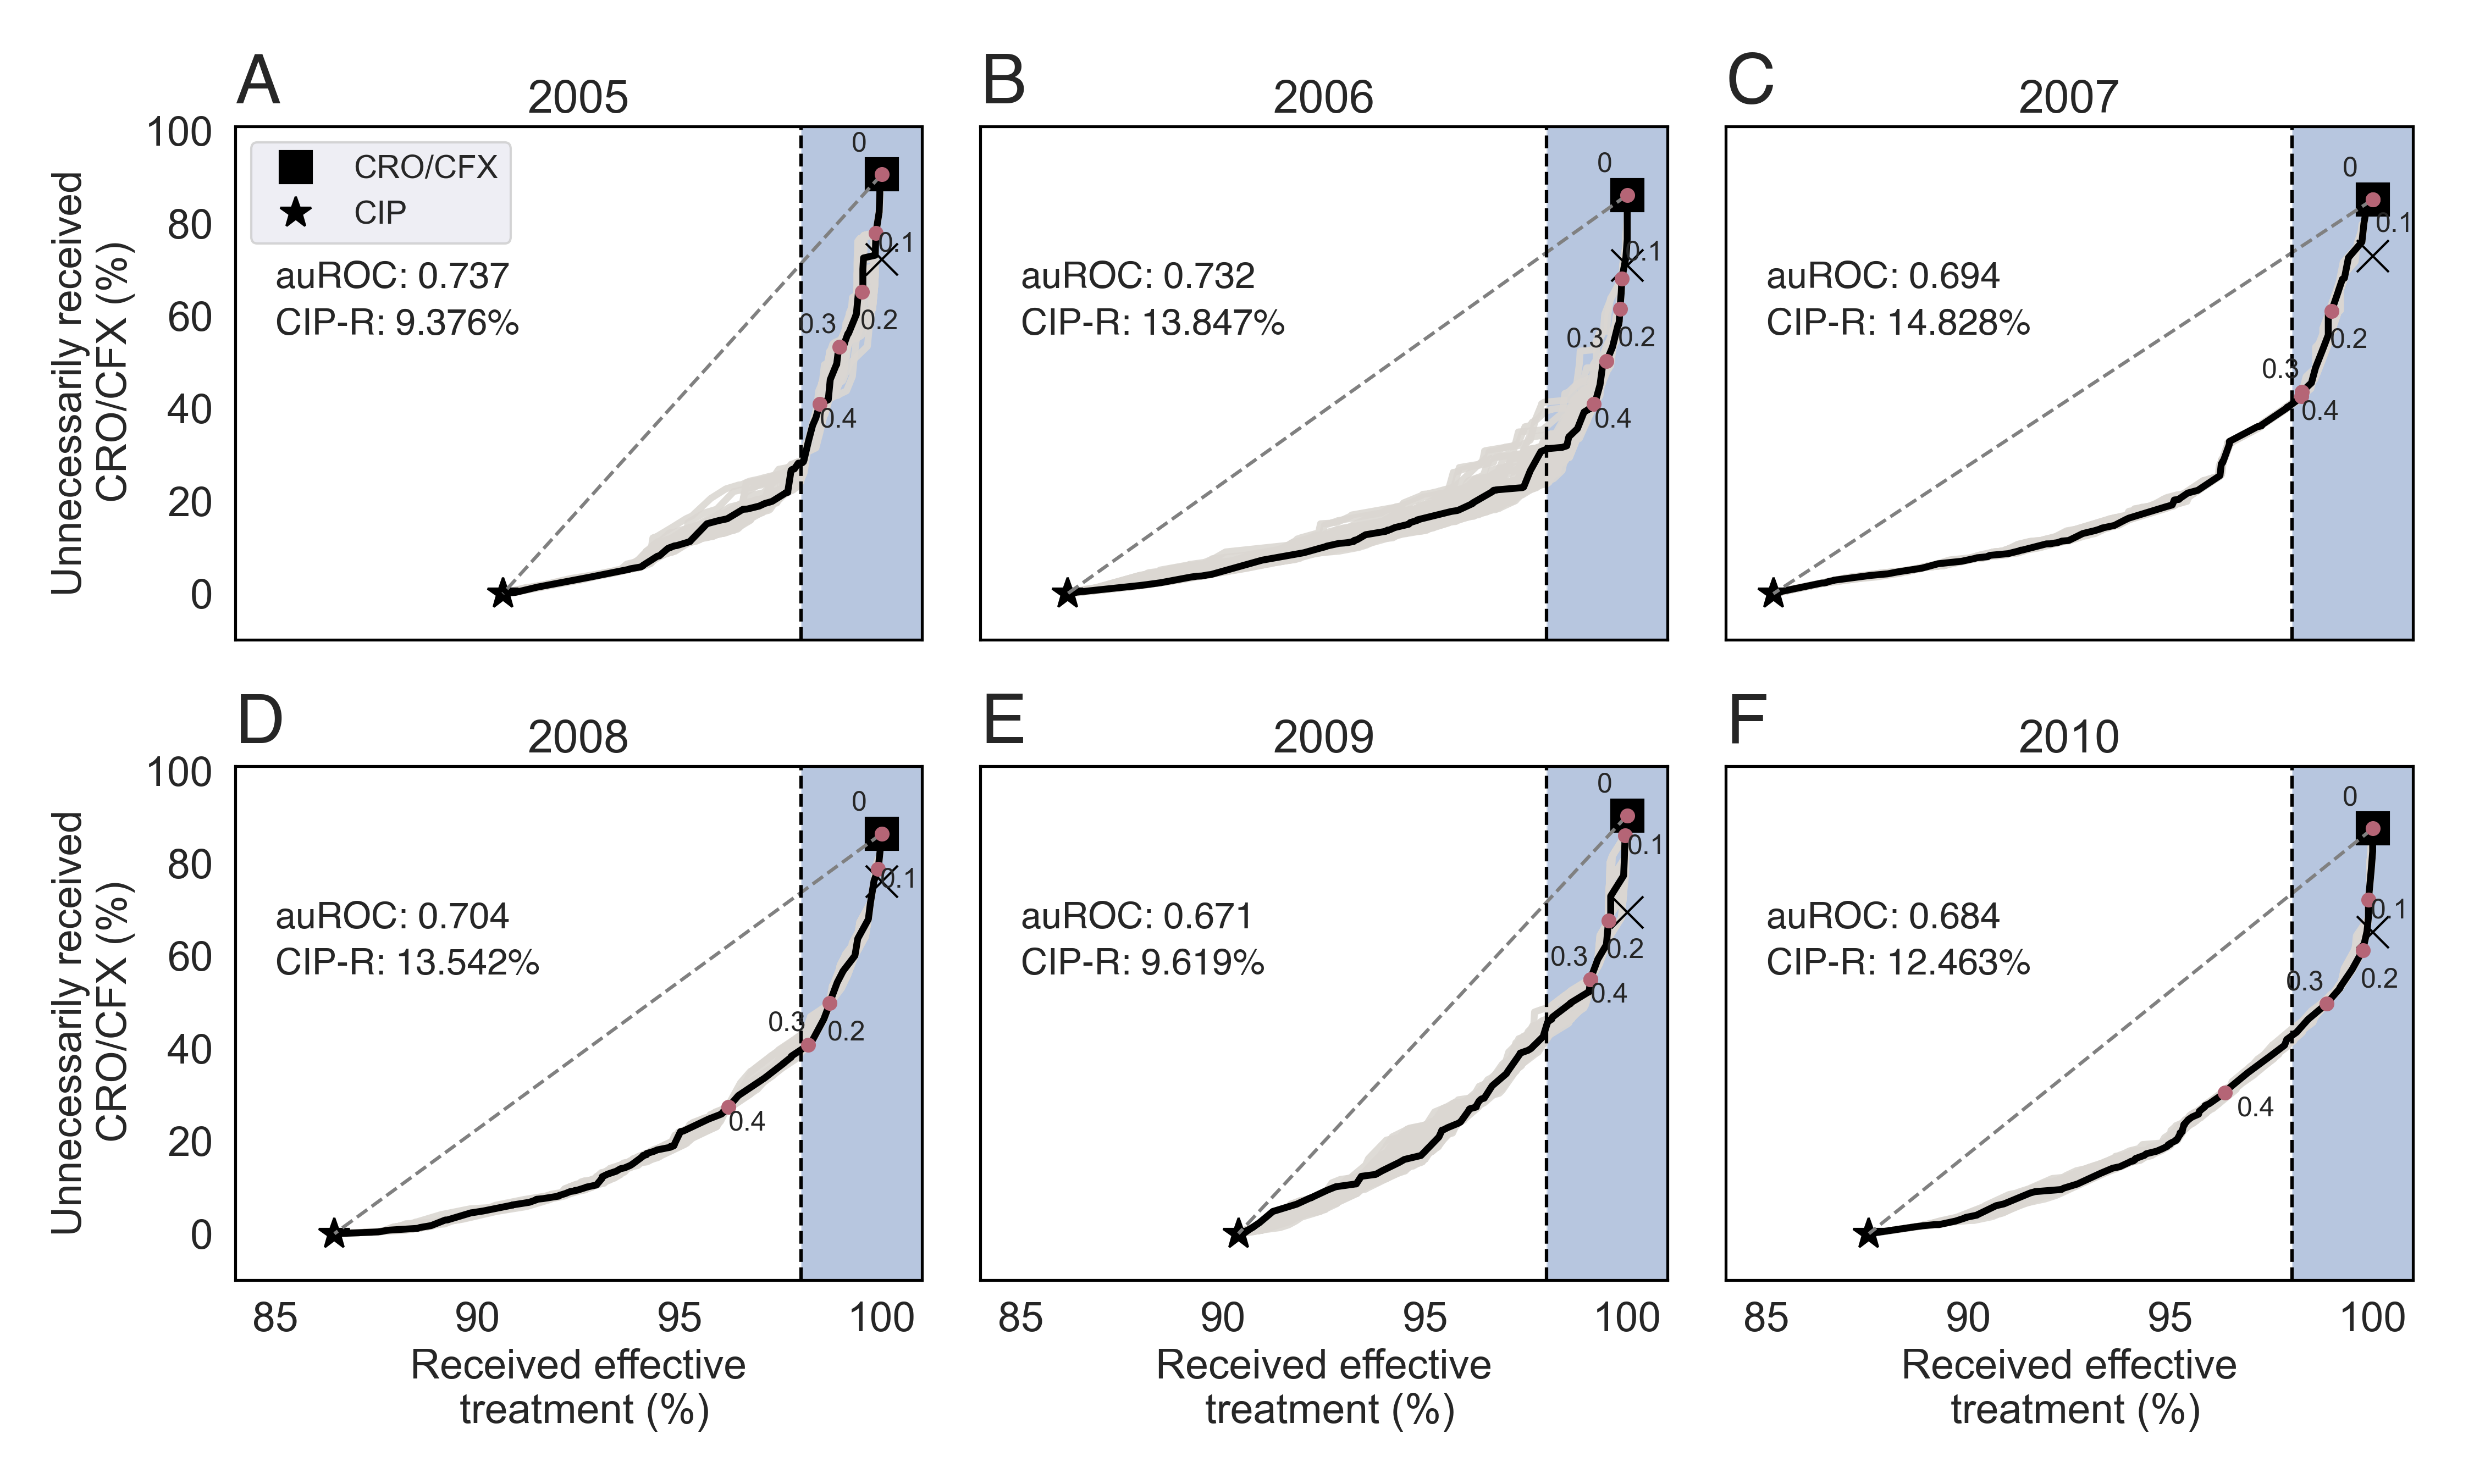 A
2005
B
2006
C
2007
Unnecessarily received
CRO/CFX (%)
100
80
60
40
20
0
CRO/CFX
CIP
auROC: 0.737
CIP-R: 9.376%
0
0.1
0.2
0.3
0.4
auROC: 0.732
CIP-R: 13.847%
0
0.1
0.2
0.3
0.4
auROC: 0.694
CIP-R: 14.828%
0
0.1
0.2
0.3
0.4
D
2008
E
2009
F
2010
Unnecessarily received
CRO/CFX (%)
100
80
60
40
20
0
auROC: 0.704
CIP-R: 13.542%
0
0.1
0.2
0.3
0.4
auROC: 0.671
CIP-R: 9.619%
0
0.1
0.2
0.3
0.4
auROC: 0.684
CIP-R: 12.463%
0
0.1
0.2
0.3
0.4
85 90 95 100
Received effective
treatment (%)
85 90 95 100
Received effective
treatment (%)
85 90 95 100
Received effective
treatment (%)